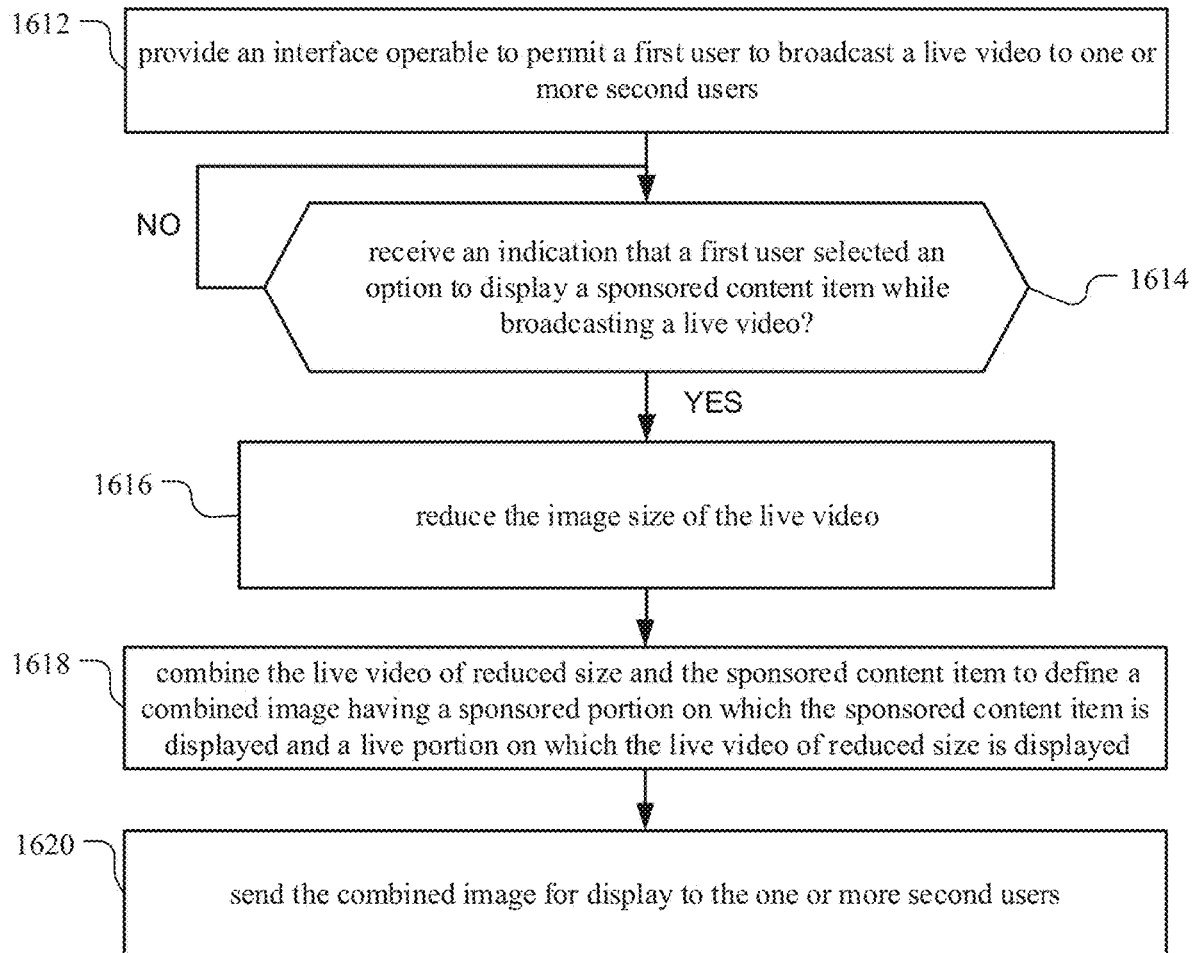 1612
provide an interface operable to permit a first user to broadcast a live video to one or
more second users
NO
receive an indication that a first user selected an
option to display a sponsored content item while
broadcasting a live video?
1614
YES
1616
reduce the image size of the live video
1618
combine the live video of reduced size and the sponsored content item to define a
combined image having a sponsored portion on which the sponsored content item is
displayed and a live portion on which the live video of reduced size is displayed
1620
send the combined image for display to the one or more second users